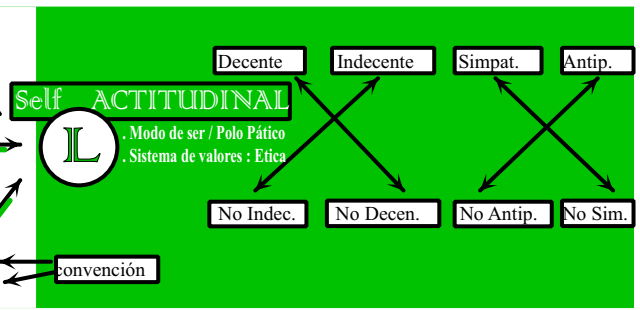 Decente Indecente Simpat. Antip.
Self ACTITUDINAL
L
. Modo de ser / Polo Pático
. Sistema de valores : Etica
No Indec. No Decen. No Antip. No Sim.
convención